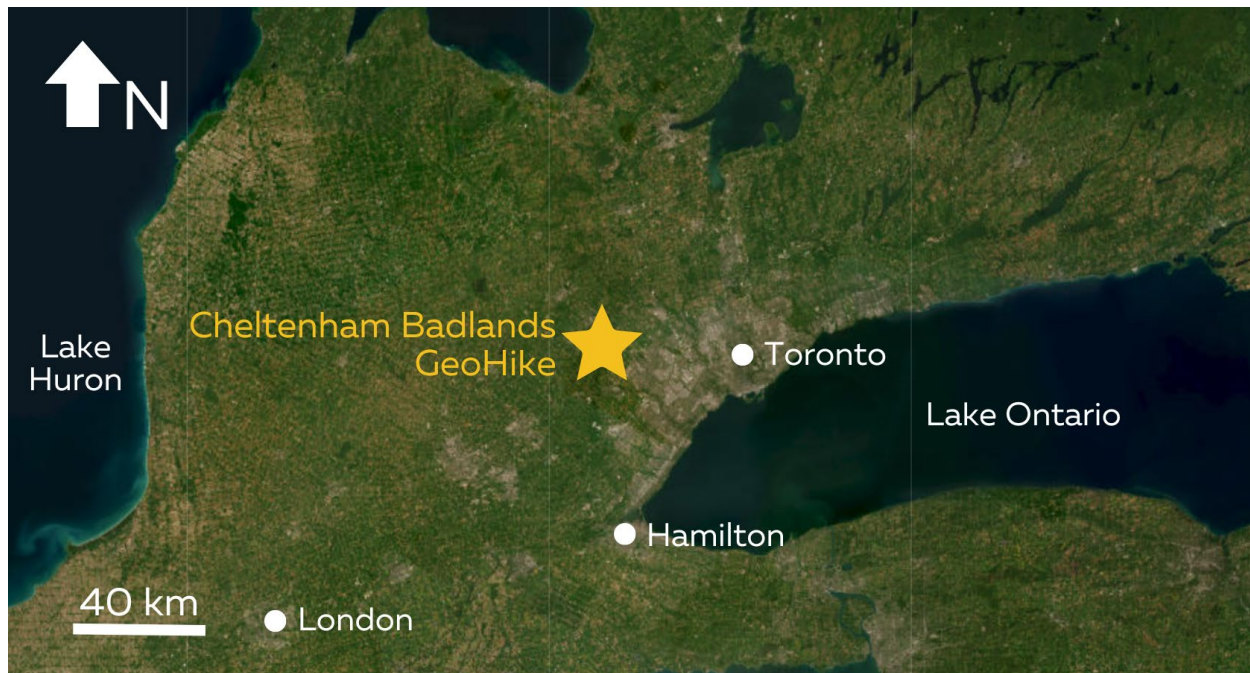 N
Cheltenham Badlands
GeoHike
Lake
Huron
Toronto
Lake Ontario
Hamilton
40 km
London